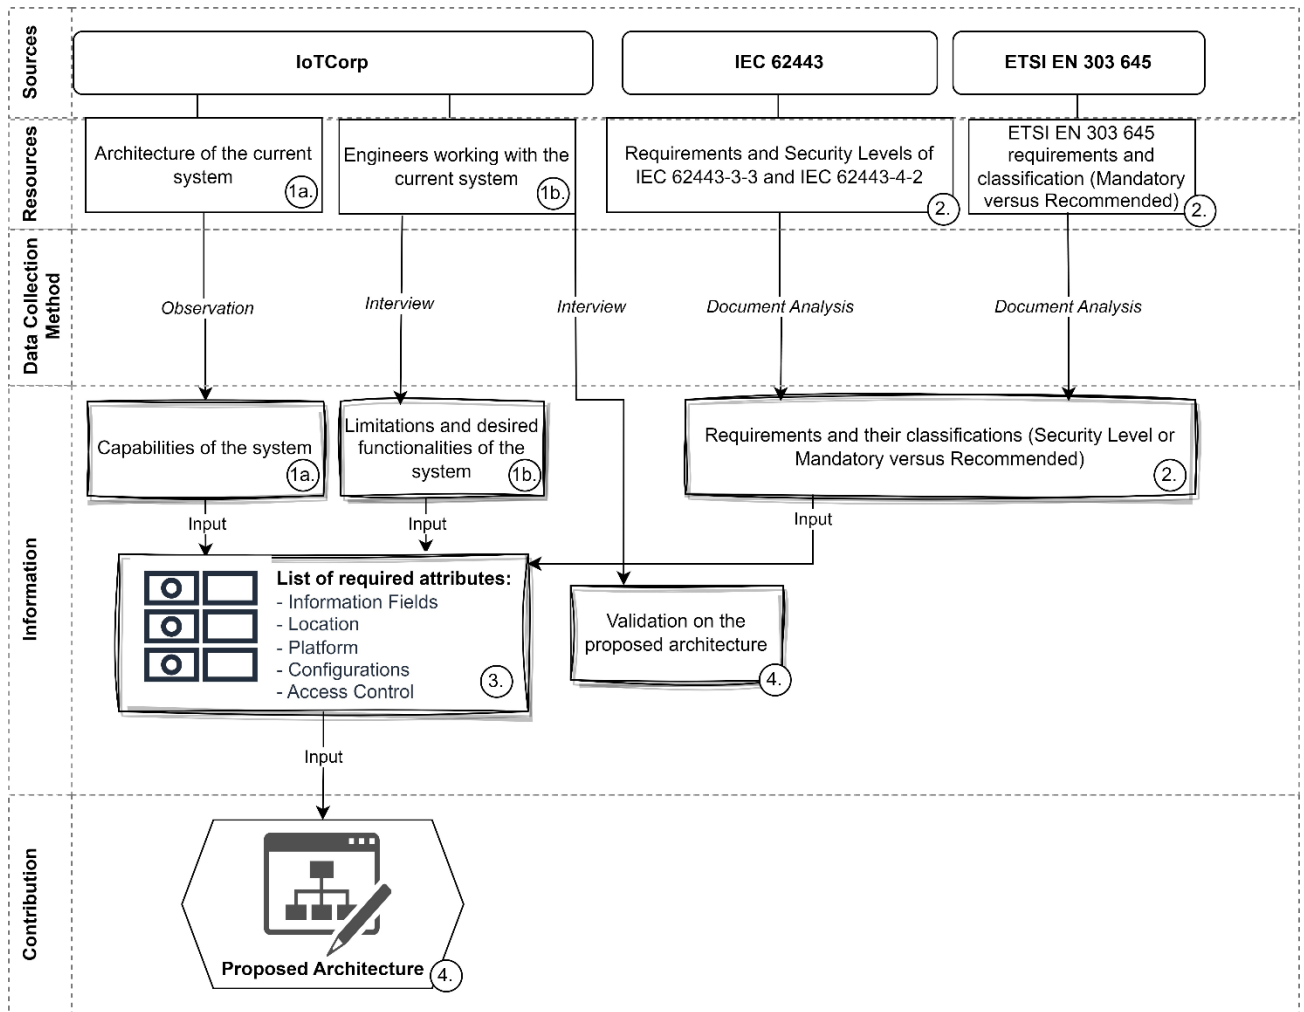 Sources
IoTCorp
IEC 62443
ETSI EN 303 645
Resources
Architecture of the current
system
1a.
Engineers working with the
current system
1b.
Requirements and Security Levels of
IEC 62443-3-3 and IEC 62443-4-2
2.
ETSI EN 303 645
requirements and
classification (Mandatory
versus Recommended)
2.
Data Collection
Method
Observation
Interview
Interview
Document Analysis
Document Analysis
Information
Capabilities of the system
1a.
Limitations and desired
functionalities of the
system
1b.
Requirements and their classifications (Security Level or
Mandatory versus Recommended)
2.
Input
Input
Input
List of required attributes:
- Information Fields
- Location
- Platform
- Configurations
- Access Control
3.
Validation on the
proposed architecture
4.
Input
Contribution
Proposed Architecture
4.